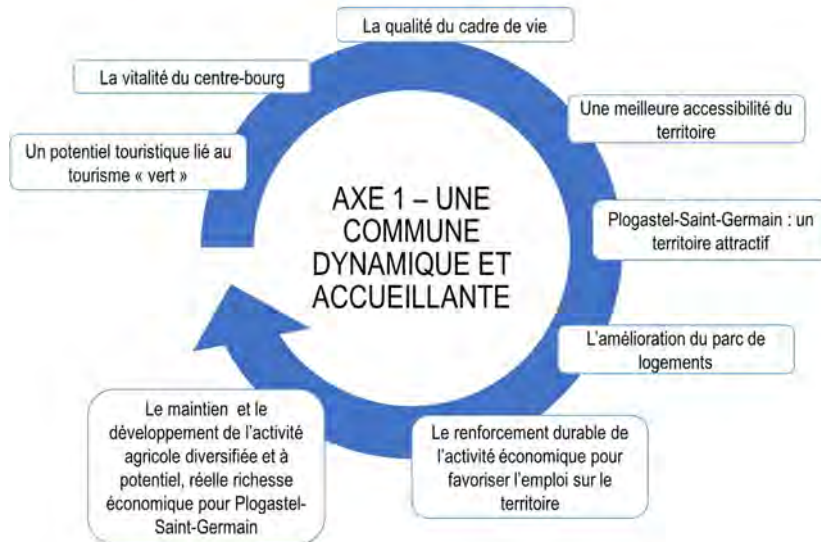 La qualité du cadre de vie
La vitalité du centre-bourg
Une meilleure accessibilité du
territoire
Un potentiel touristique lié au
tourisme « vert »
AXE 1 – UNE
COMMUNE
DYNAMIQUE ET
ACCUEILLANTE
Plogastel-Saint-Germain : un
territoire attractif
L'amélioration du parc de
logements
Le maintien et le
développement de l'activité
agricole diversifiée et à
potentiel, réelle richesse
économique pour Plogastel-
Saint-Germain
Le renforcement durable de
l'activité économique pour
favoriser l'emploi sur le
territoire